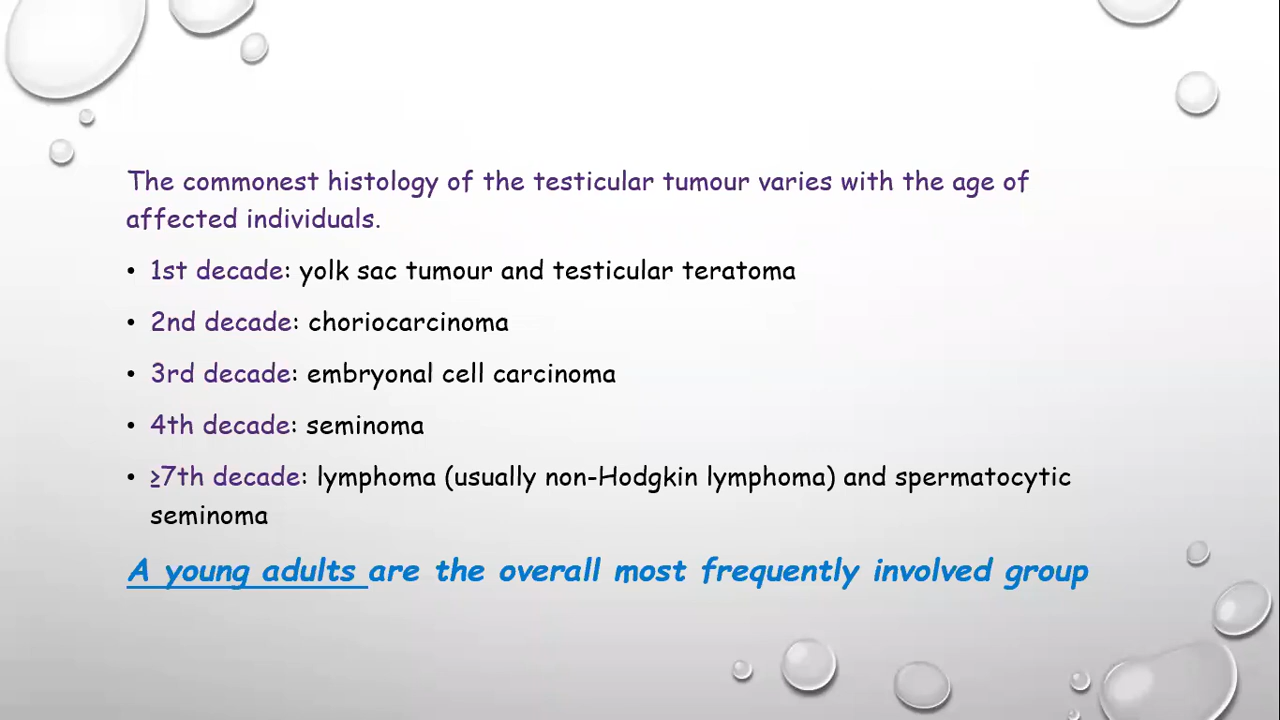 The commonest histology of the testicular tumour varies with the age of
affected individuals.
• 1st decade: yolk sac tumour and testicular teratoma
• 2nd decade: choriocarcinoma
• 3rd decade: embryonal cell carcinoma
• 4th decade: seminoma
• ≥7th decade: lymphoma (usually non-Hodgkin lymphoma) and spermatocytic
seminoma
A young adults are the overall most frequently involved group